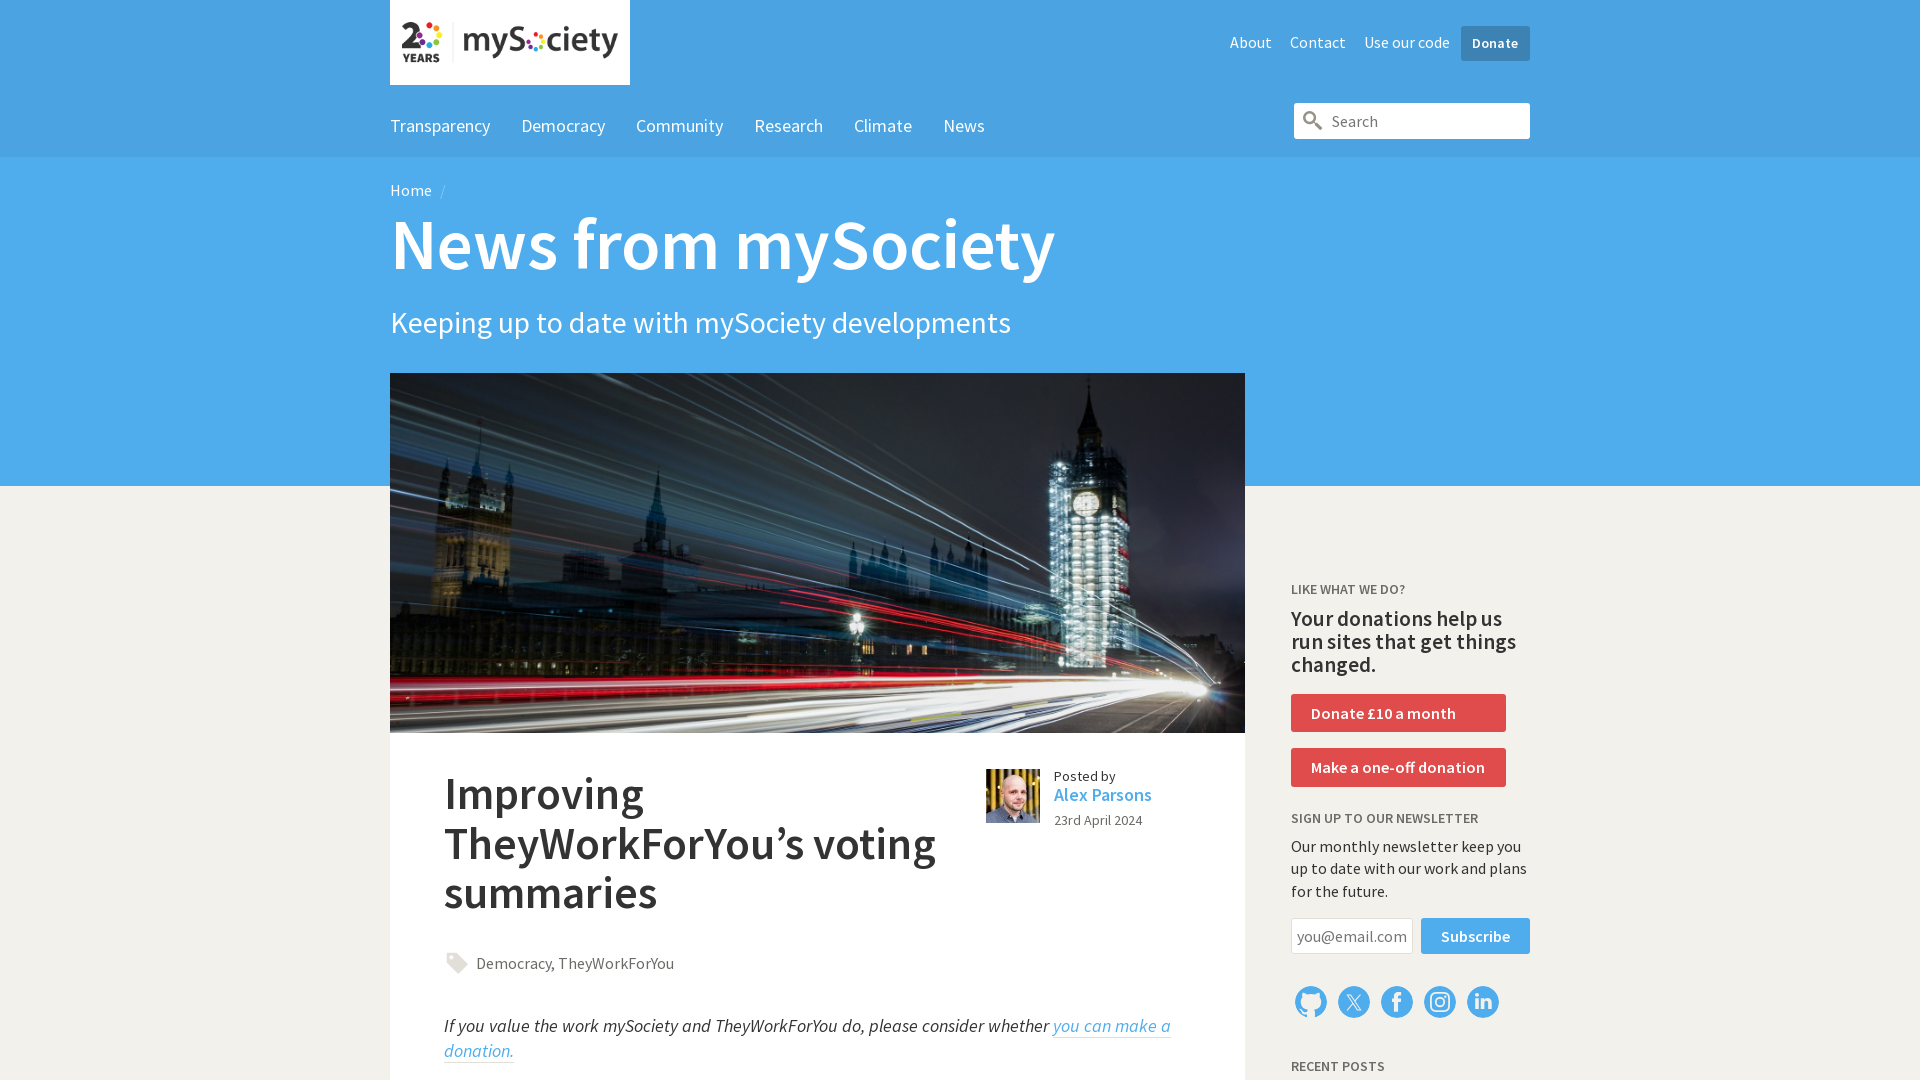 20 YEARS mySociety
About Contact Use our code Donate
Transparency Democracy Community Research Climate News
Search
Home /
News from mySociety
Keeping up to date with mySociety developments
Improving
TheyWorkForYou’s voting
summaries
Posted by
Alex Parsons
23rd April 2024
Democracy, TheyWorkForYou
If you value the work mySociety and TheyWorkForYou do, please consider whether you can make a
donation.
LIKE WHAT WE DO?
Your donations help us
run sites that get things
changed.
Donate £10 a month
Make a one-off donation
SIGN UP TO OUR NEWSLETTER
Our monthly newsletter keep you
up to date with our work and plans
for the future.
you@email.com Subscribe
RECENT POSTS